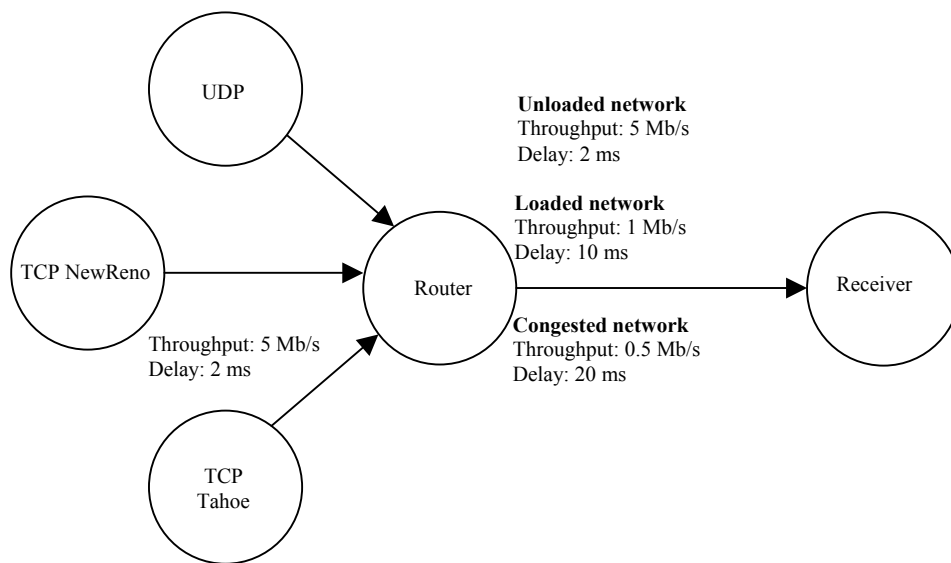 UDP
Unloaded network
Throughput: 5 Mb/s
Delay: 2 ms
Loaded network
Throughput: 1 Mb/s
Delay: 10 ms
TCP NewReno
Router
Receiver
Congested network
Throughput: 0.5 Mb/s
Delay: 20 ms
Throughput: 5 Mb/s
Delay: 2 ms
TCP
Tahoe